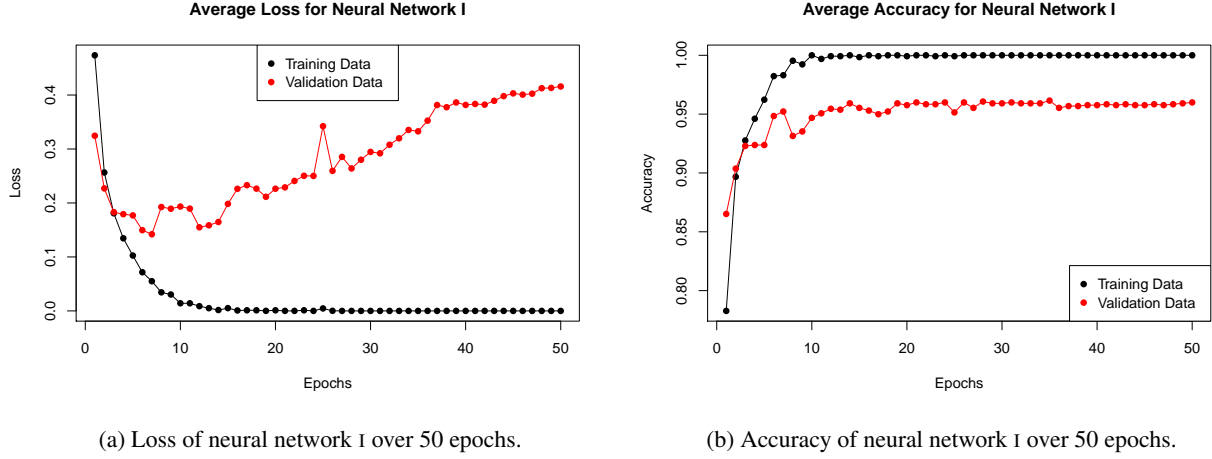 Average Loss for Neural Network I
Training Data
Validation Data
Loss
0.0
0.1
0.2
0.3
0.4
0
10
20
30
40
50
Epochs
(a) Loss of neural network I over 50 epochs.
Average Accuracy for Neural Network I
Accuracy
0.80
0.85
0.90
0.95
1.00
Training Data
Validation Data
0
10
20
30
40
50
Epochs
(b) Accuracy of neural network I over 50 epochs.